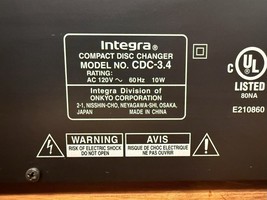 Integra®
COMPACT DISC CHANGER
MODEL NO. CDC-3.4
RATING:
AC 120V ~ 60Hz 10W
Integra Division of
ONKYO CORPORATION
2-1, NISSHIN-CHO, NEYAGAWA-SHI, OSAKA,
JAPAN MADE IN CHINA
C UL US
LISTED
80NA
E210860
WARNING
RISK OF ELECTRIC SHOCK
DO NOT OPEN
AVIS
RISQUE DE CHOC ELECTRIQUE
NE PAS OUVRIR